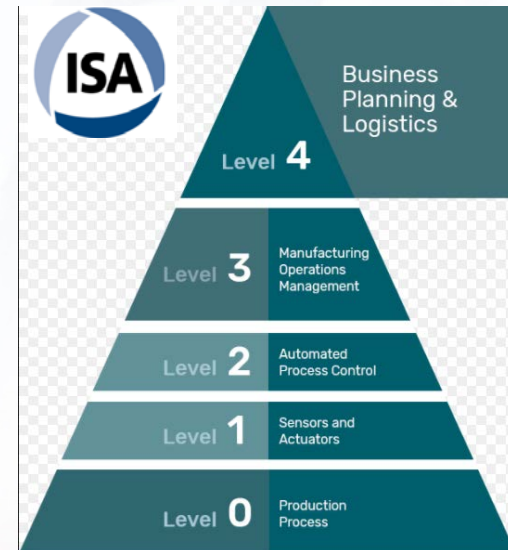 ISA
Business
Planning &
Logistics
Level 4
Level 3
Manufacturing
Operations
Management
Level 2
Automated
Process Control
Level 1
Sensors and
Actuators
Level 0
Production
Process